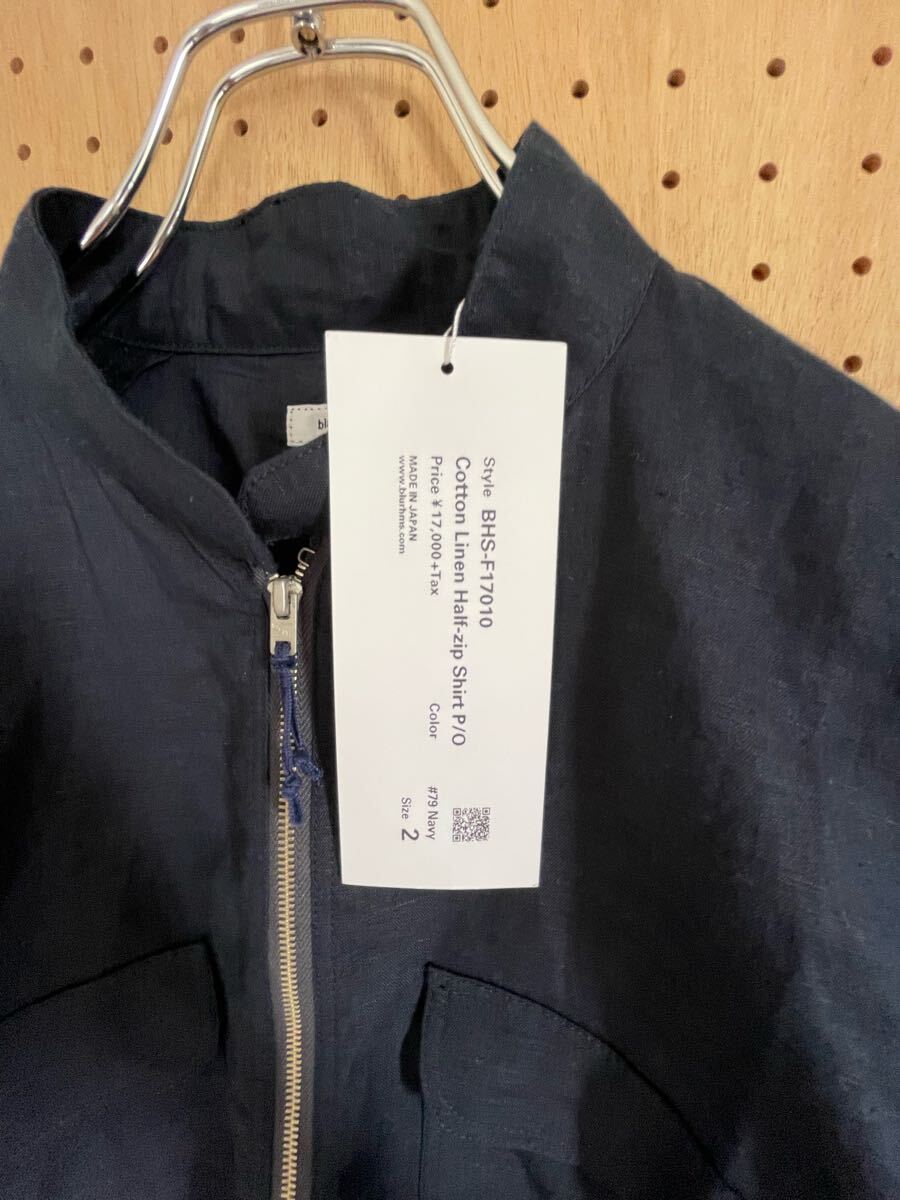 Style BHS-F17010
Cotton Linen Half-zip Shirt P/O
Price ¥17,000+Tax
Color #79 Navy
Size 2
MADE IN JAPAN
www.blurhms.com